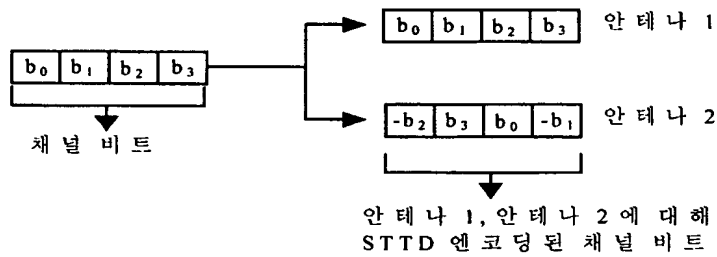 b₀ b₁ b₂ b₃ 안테나 1
b₀ b₁ b₂ b₃
-b₂ b₃ b₀ -b₁ 안테나 2
채널 비트
안테나 1, 안테나 2에 대해
STTD 엔코딩된 채널 비트